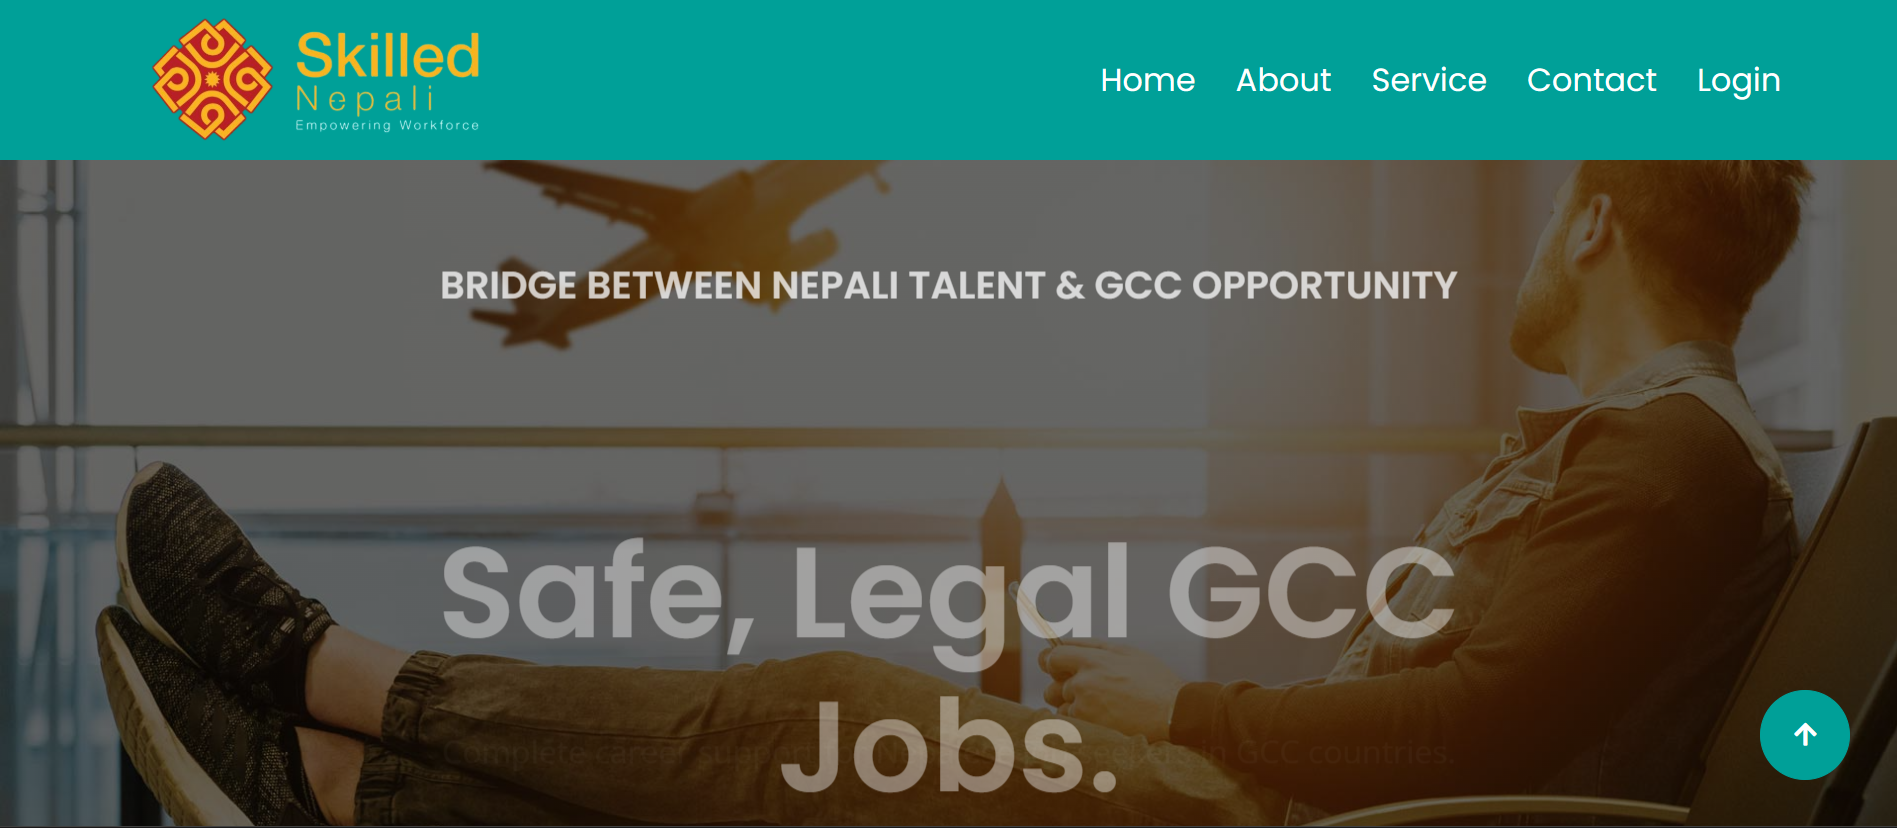 Skilled
Nepali
Empowering Workforce
Home About Service Contact Login
BRIDGE BETWEEN NEPALI TALENT & GCC OPPORTUNITY
Safe, Legal GCC
Jobs.
Complete career support in GCC countries.